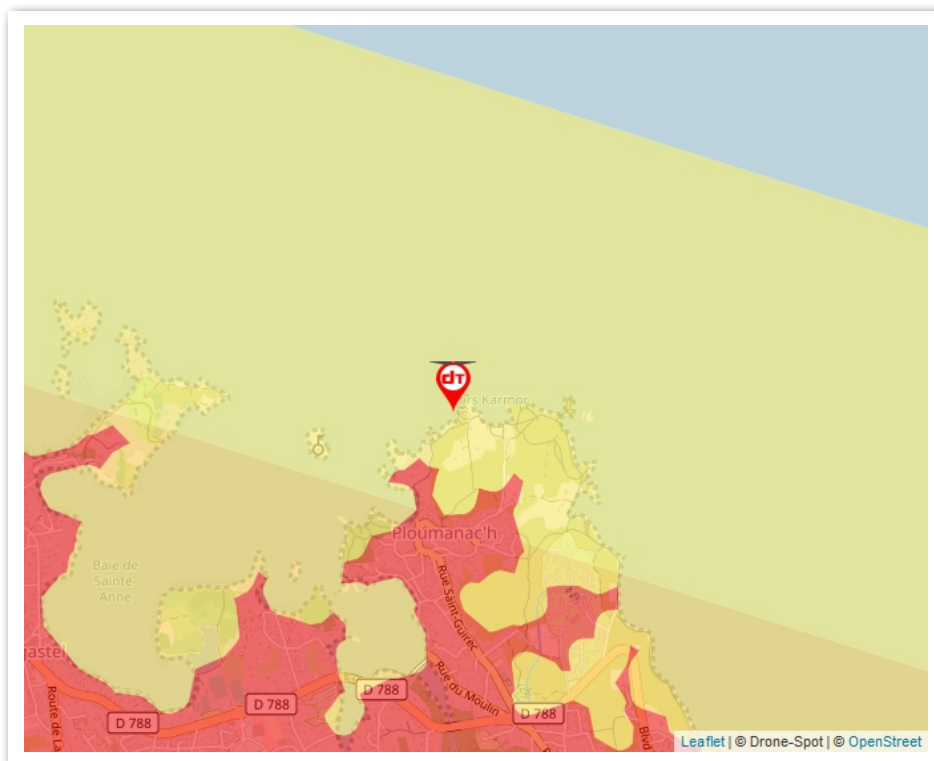 dT
ars Karmor
Ploumanac'h
Baie de
Sainte-
Anne
Rue Saint-Guirec
gastel
Rue du Moulin
D 788
D 788
D 788
D 788
Route de La
Blvd
Leaflet | © Drone-Spot | © OpenStreet